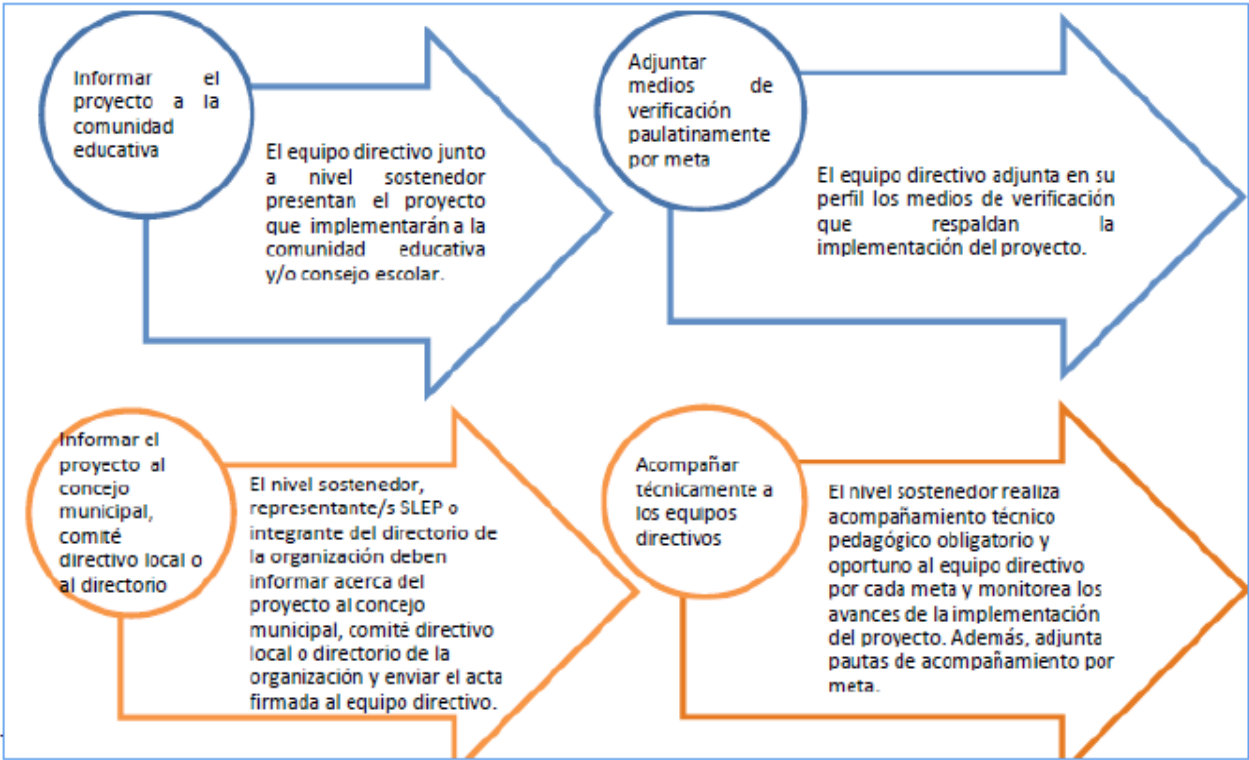 Informar el
proyecto a la
comunidad
educativa
El equipo directivo junto
a nivel sostenedor
presentan el proyecto
que implementarán a la
comunidad educativa
y/o consejo escolar.
Adjuntar
medios de
verificación
paulatinamente
por meta
El equipo directivo adjunta en su
perfil los medios de verificación
que respaldan la
implementación del proyecto.
Informar el
proyecto al
concejo
municipal,
comité
directivo local o
al directorio
El nivel sostenedor,
representante/s SLEP o
integrante del directorio de
la organización deben
informar acerca del
proyecto al concejo
municipal, comité directivo
local o directorio de la
organización y enviar el acta
firmada al equipo directivo.
Acompañar
técnicamente a
los equipos
directivos
El nivel sostenedor realiza
acompañamiento técnico
pedagógico obligatorio y
oportuno al equipo directivo
por cada meta y monitorea los
avances de la implementación
del proyecto. Además, adjunta
pautas de acompañamiento por
meta.